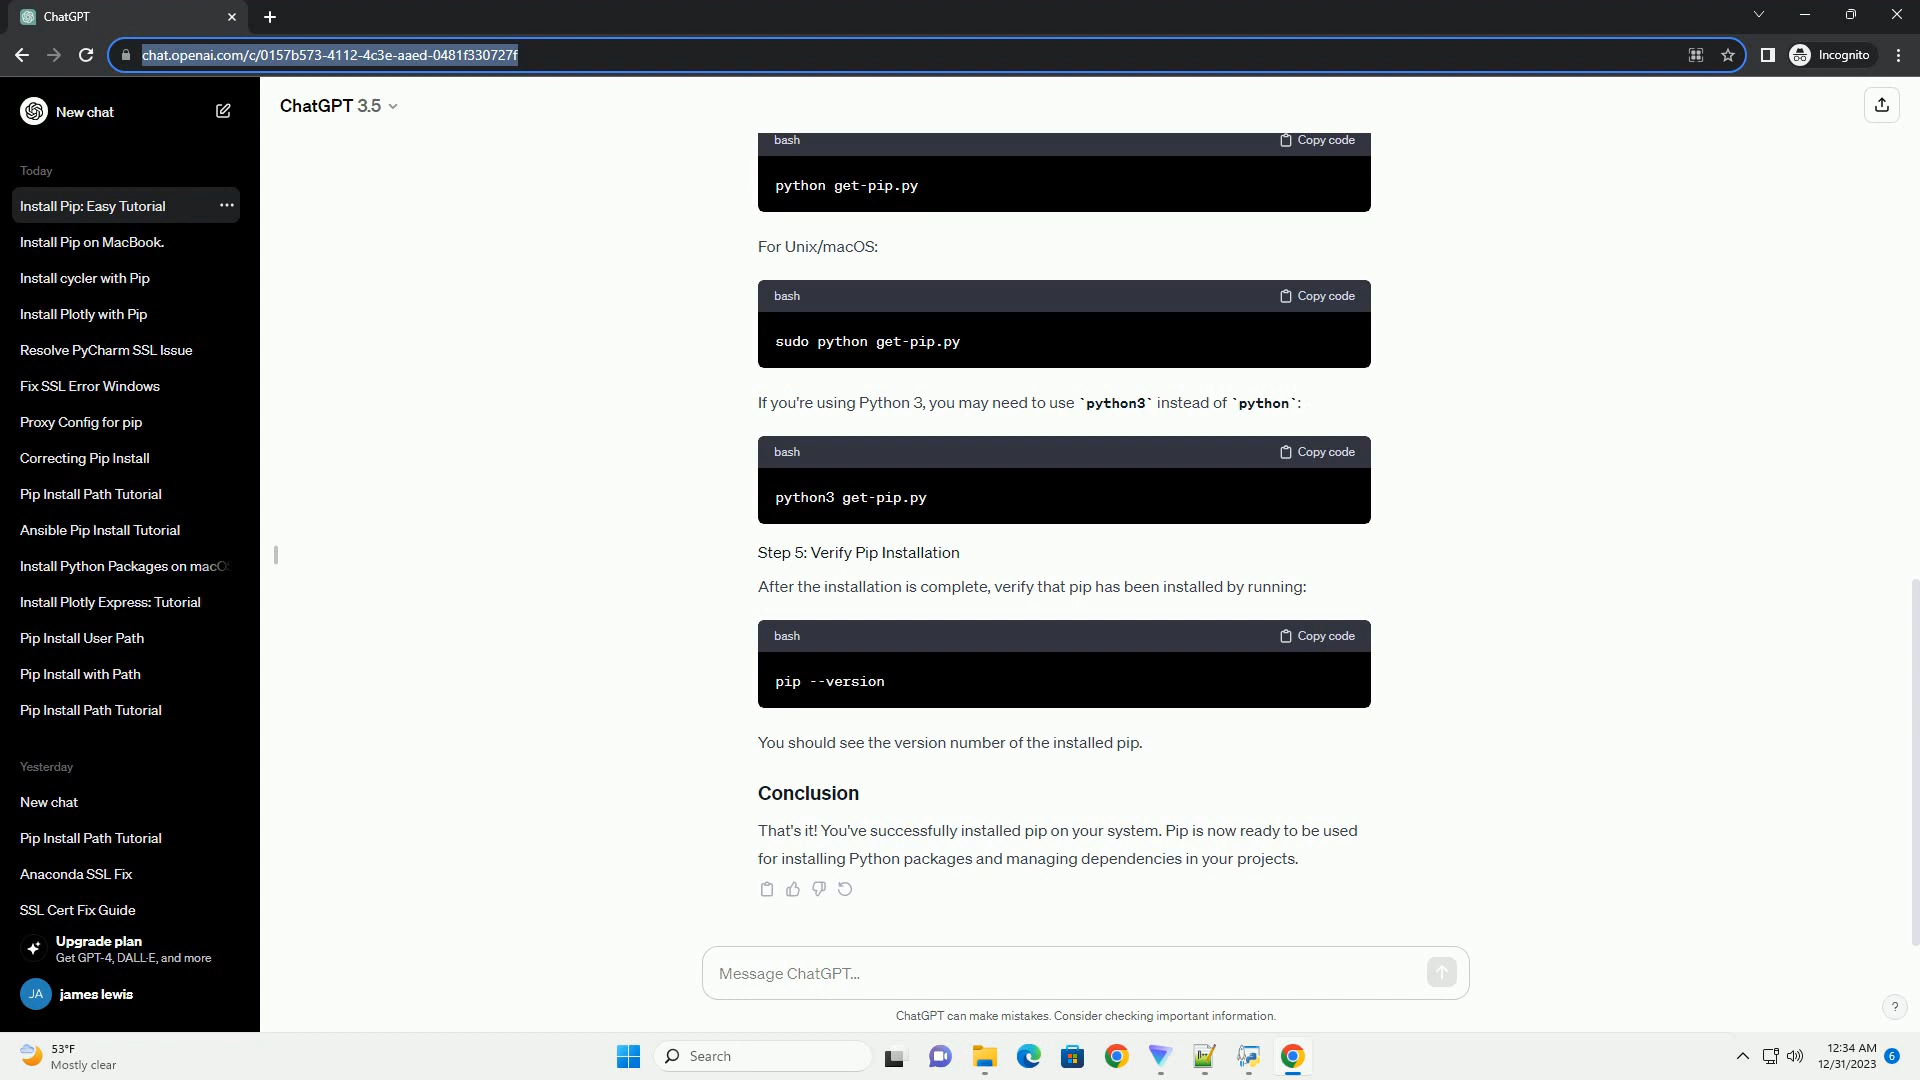 ChatGPT
chat.openai.com/c/0157b573-4112-4c3e-aaed-0481f330727f
Incognito
New chat
ChatGPT 3.5
Today
Install Pip: Easy Tutorial
Install Pip on MacBook.
Install cycler with Pip
Install Plotly with Pip
Resolve PyCharm SSL Issue
Fix SSL Error Windows
Proxy Config for pip
Correcting Pip Install
Pip Install Path Tutorial
Ansible Pip Install Tutorial
Install Python Packages on macOS
Install Plotly Express: Tutorial
Pip Install User Path
Pip Install with Path
Pip Install Path Tutorial
Yesterday
New chat
Pip Install Path Tutorial
Anaconda SSL Fix
SSL Cert Fix Guide
Upgrade plan
Get GPT-4, DALL·E, and more
JA james lewis
bash Copy code
python get-pip.py
For Unix/macOS:
bash Copy code
sudo python get-pip.py
If you're using Python 3, you may need to use `python3` instead of `python`:
bash Copy code
python3 get-pip.py
Step 5: Verify Pip Installation
After the installation is complete, verify that pip has been installed by running:
bash Copy code
pip --version
You should see the version number of the installed pip.
Conclusion
That's it! You've successfully installed pip on your system. Pip is now ready to be used
for installing Python packages and managing dependencies in your projects.
Message ChatGPT...
ChatGPT can make mistakes. Consider checking important information.
?
53°F
Mostly clear
Search
12:34 AM
12/31/2023
6